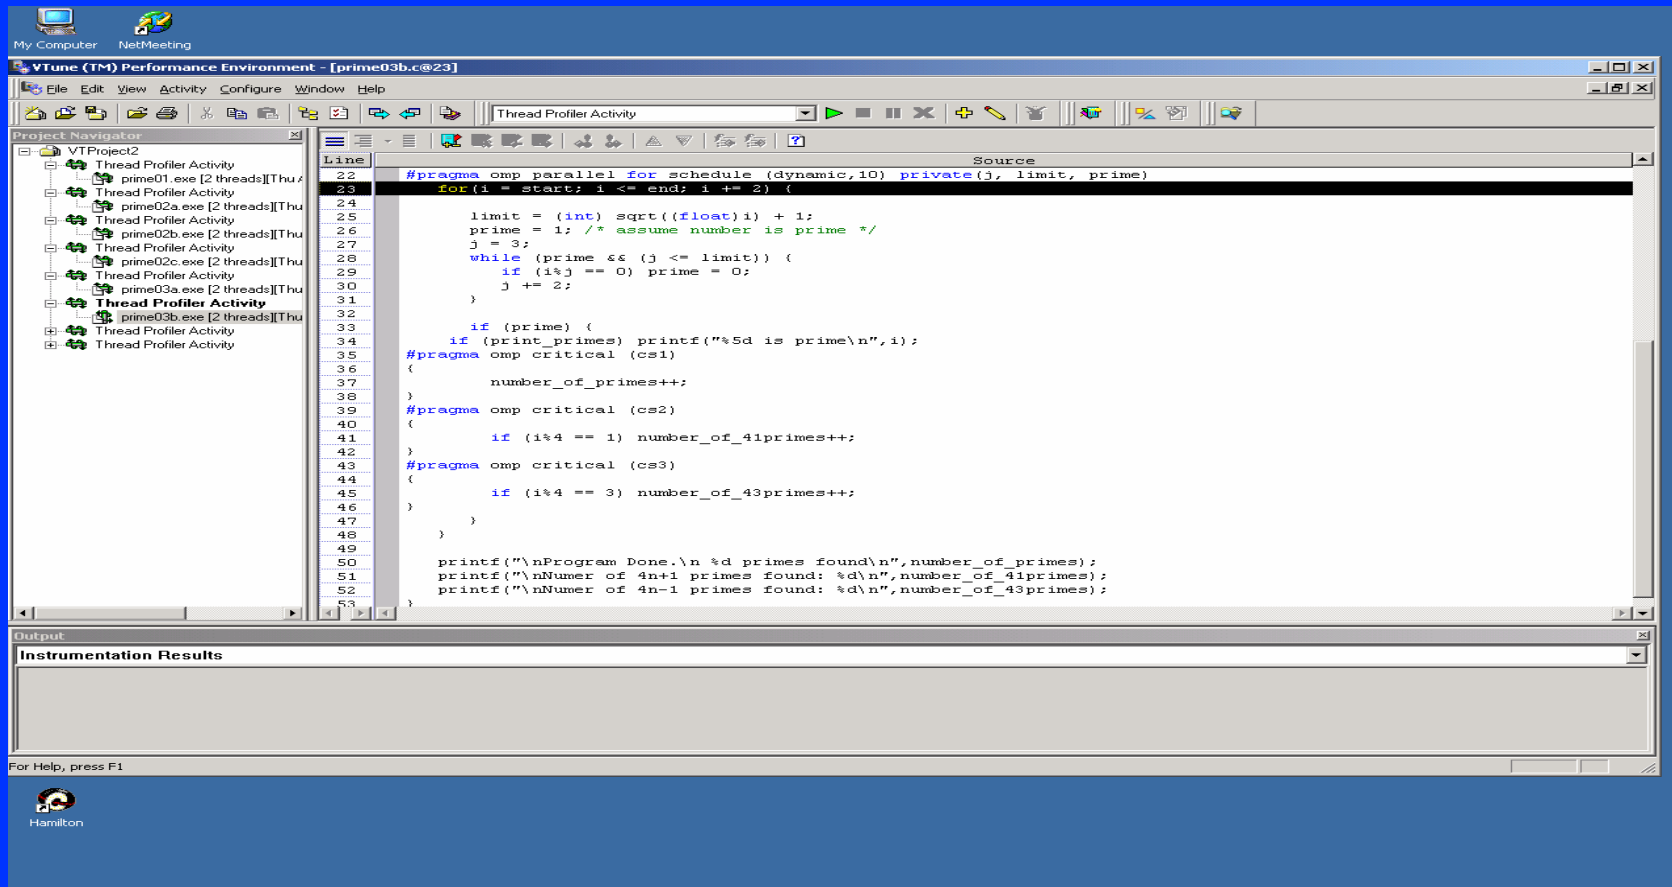 My Computer
NetMeeting
VTune (TM) Performance Environment - [prime03b.c@23]
File Edit View Activity Configure Window Help
Thread Profiler Activity
Project Navigator
VTProject2
Thread Profiler Activity
prime01.exe [2 threads][Thu A
Thread Profiler Activity
prime02a.exe [2 threads][Thu
Thread Profiler Activity
prime02b.exe [2 threads][Thu
Thread Profiler Activity
prime02c.exe [2 threads][Thu
Thread Profiler Activity
prime03a.exe [2 threads][Thu
Thread Profiler Activity
prime03b.exe [2 threads][Thu
Thread Profiler Activity
Thread Profiler Activity
Line Source
22 #pragma omp parallel for schedule (dynamic,10) private(j, limit, prime)
23 for(i = start; i <= end; i += 2) {
24
25 limit = (int) sqrt((float)i) + 1;
26 prime = 1; /* assume number is prime */
27 j = 3;
28 while (prime && (j <= limit)) {
29 if (i%j == 0) prime = 0;
30 j += 2;
31 }
32
33 if (prime) {
34 if (print_primes) printf("%5d is prime\n",i);
35 #pragma omp critical (cs1)
36 {
37 number_of_primes++;
38 }
39 #pragma omp critical (cs2)
40 {
41 if (i%4 == 1) number_of_41primes++;
42 }
43 #pragma omp critical (cs3)
44 {
45 if (i%4 == 3) number_of_43primes++;
46 }
47 }
48 }
49
50 printf("\nProgram Done.\n %d primes found\n",number_of_primes);
51 printf("\nNumer of 4n+1 primes found: %d\n",number_of_41primes);
52 printf("\nNumer of 4n-1 primes found: %d\n",number_of_43primes);
53 }
Output
Instrumentation Results
For Help, press F1
Hamilton